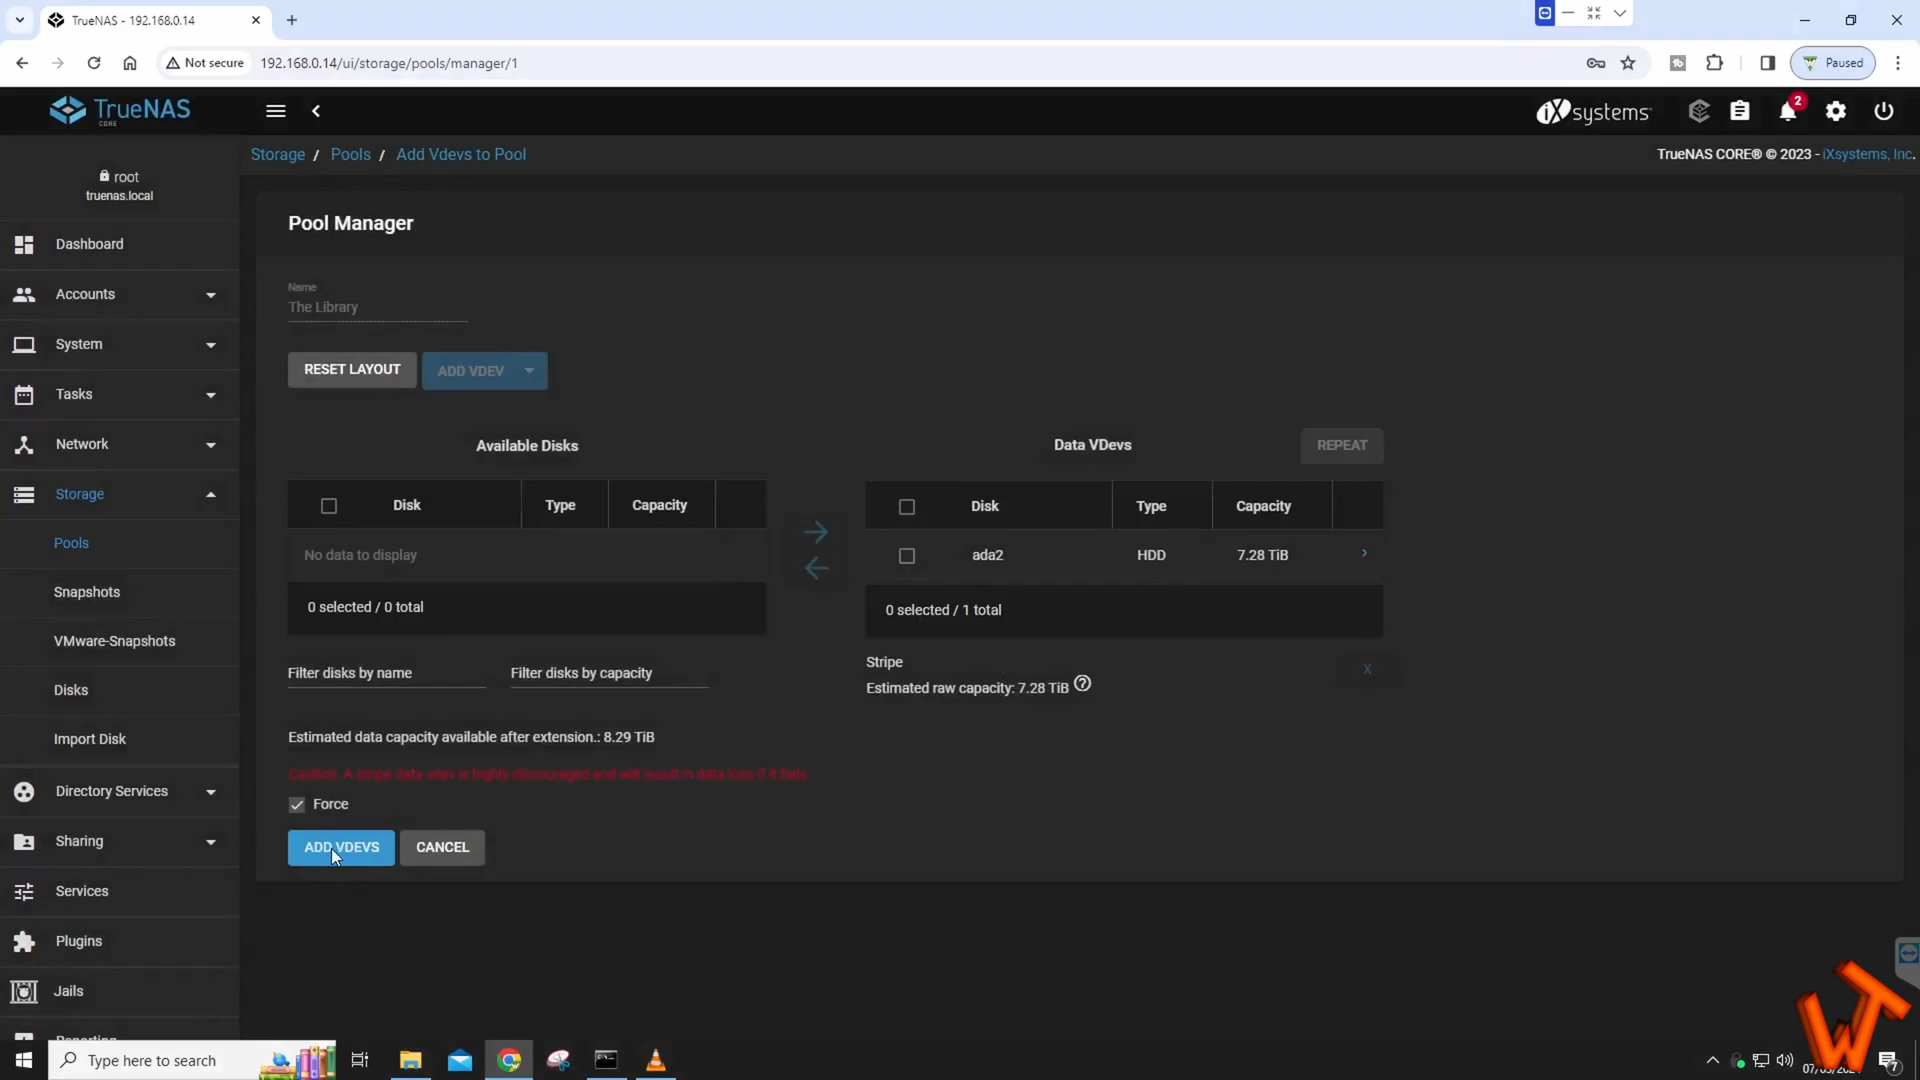 TrueNAS - 192.168.0.14
Not secure
192.168.0.14/ui/storage/pools/manager/1
Paused
TrueNAS
CORE
iXsystems
2
Storage / Pools / Add Vdevs to Pool
TrueNAS CORE® © 2023 - iXsystems, Inc.
root
truenas.local
Dashboard
Accounts
System
Tasks
Network
Storage
Pools
Snapshots
VMware-Snapshots
Disks
Import Disk
Directory Services
Sharing
Services
Plugins
Jails
Reporting
Pool Manager
Name
The Library
RESET LAYOUT
ADD VDEV
Available Disks
Disk Type Capacity
No data to display
0 selected / 0 total
Filter disks by name
Filter disks by capacity
Data VDevs
REPEAT
Disk Type Capacity
ada2 HDD 7.28 TiB
0 selected / 1 total
Stripe
X
Estimated raw capacity: 7.28 TiB
Estimated data capacity available after extension.: 8.29 TiB
Caution: A stripe data vdev is highly discouraged and will result in data loss if it fails
Force
ADD VDEVS
CANCEL
Type here to search
WT
7